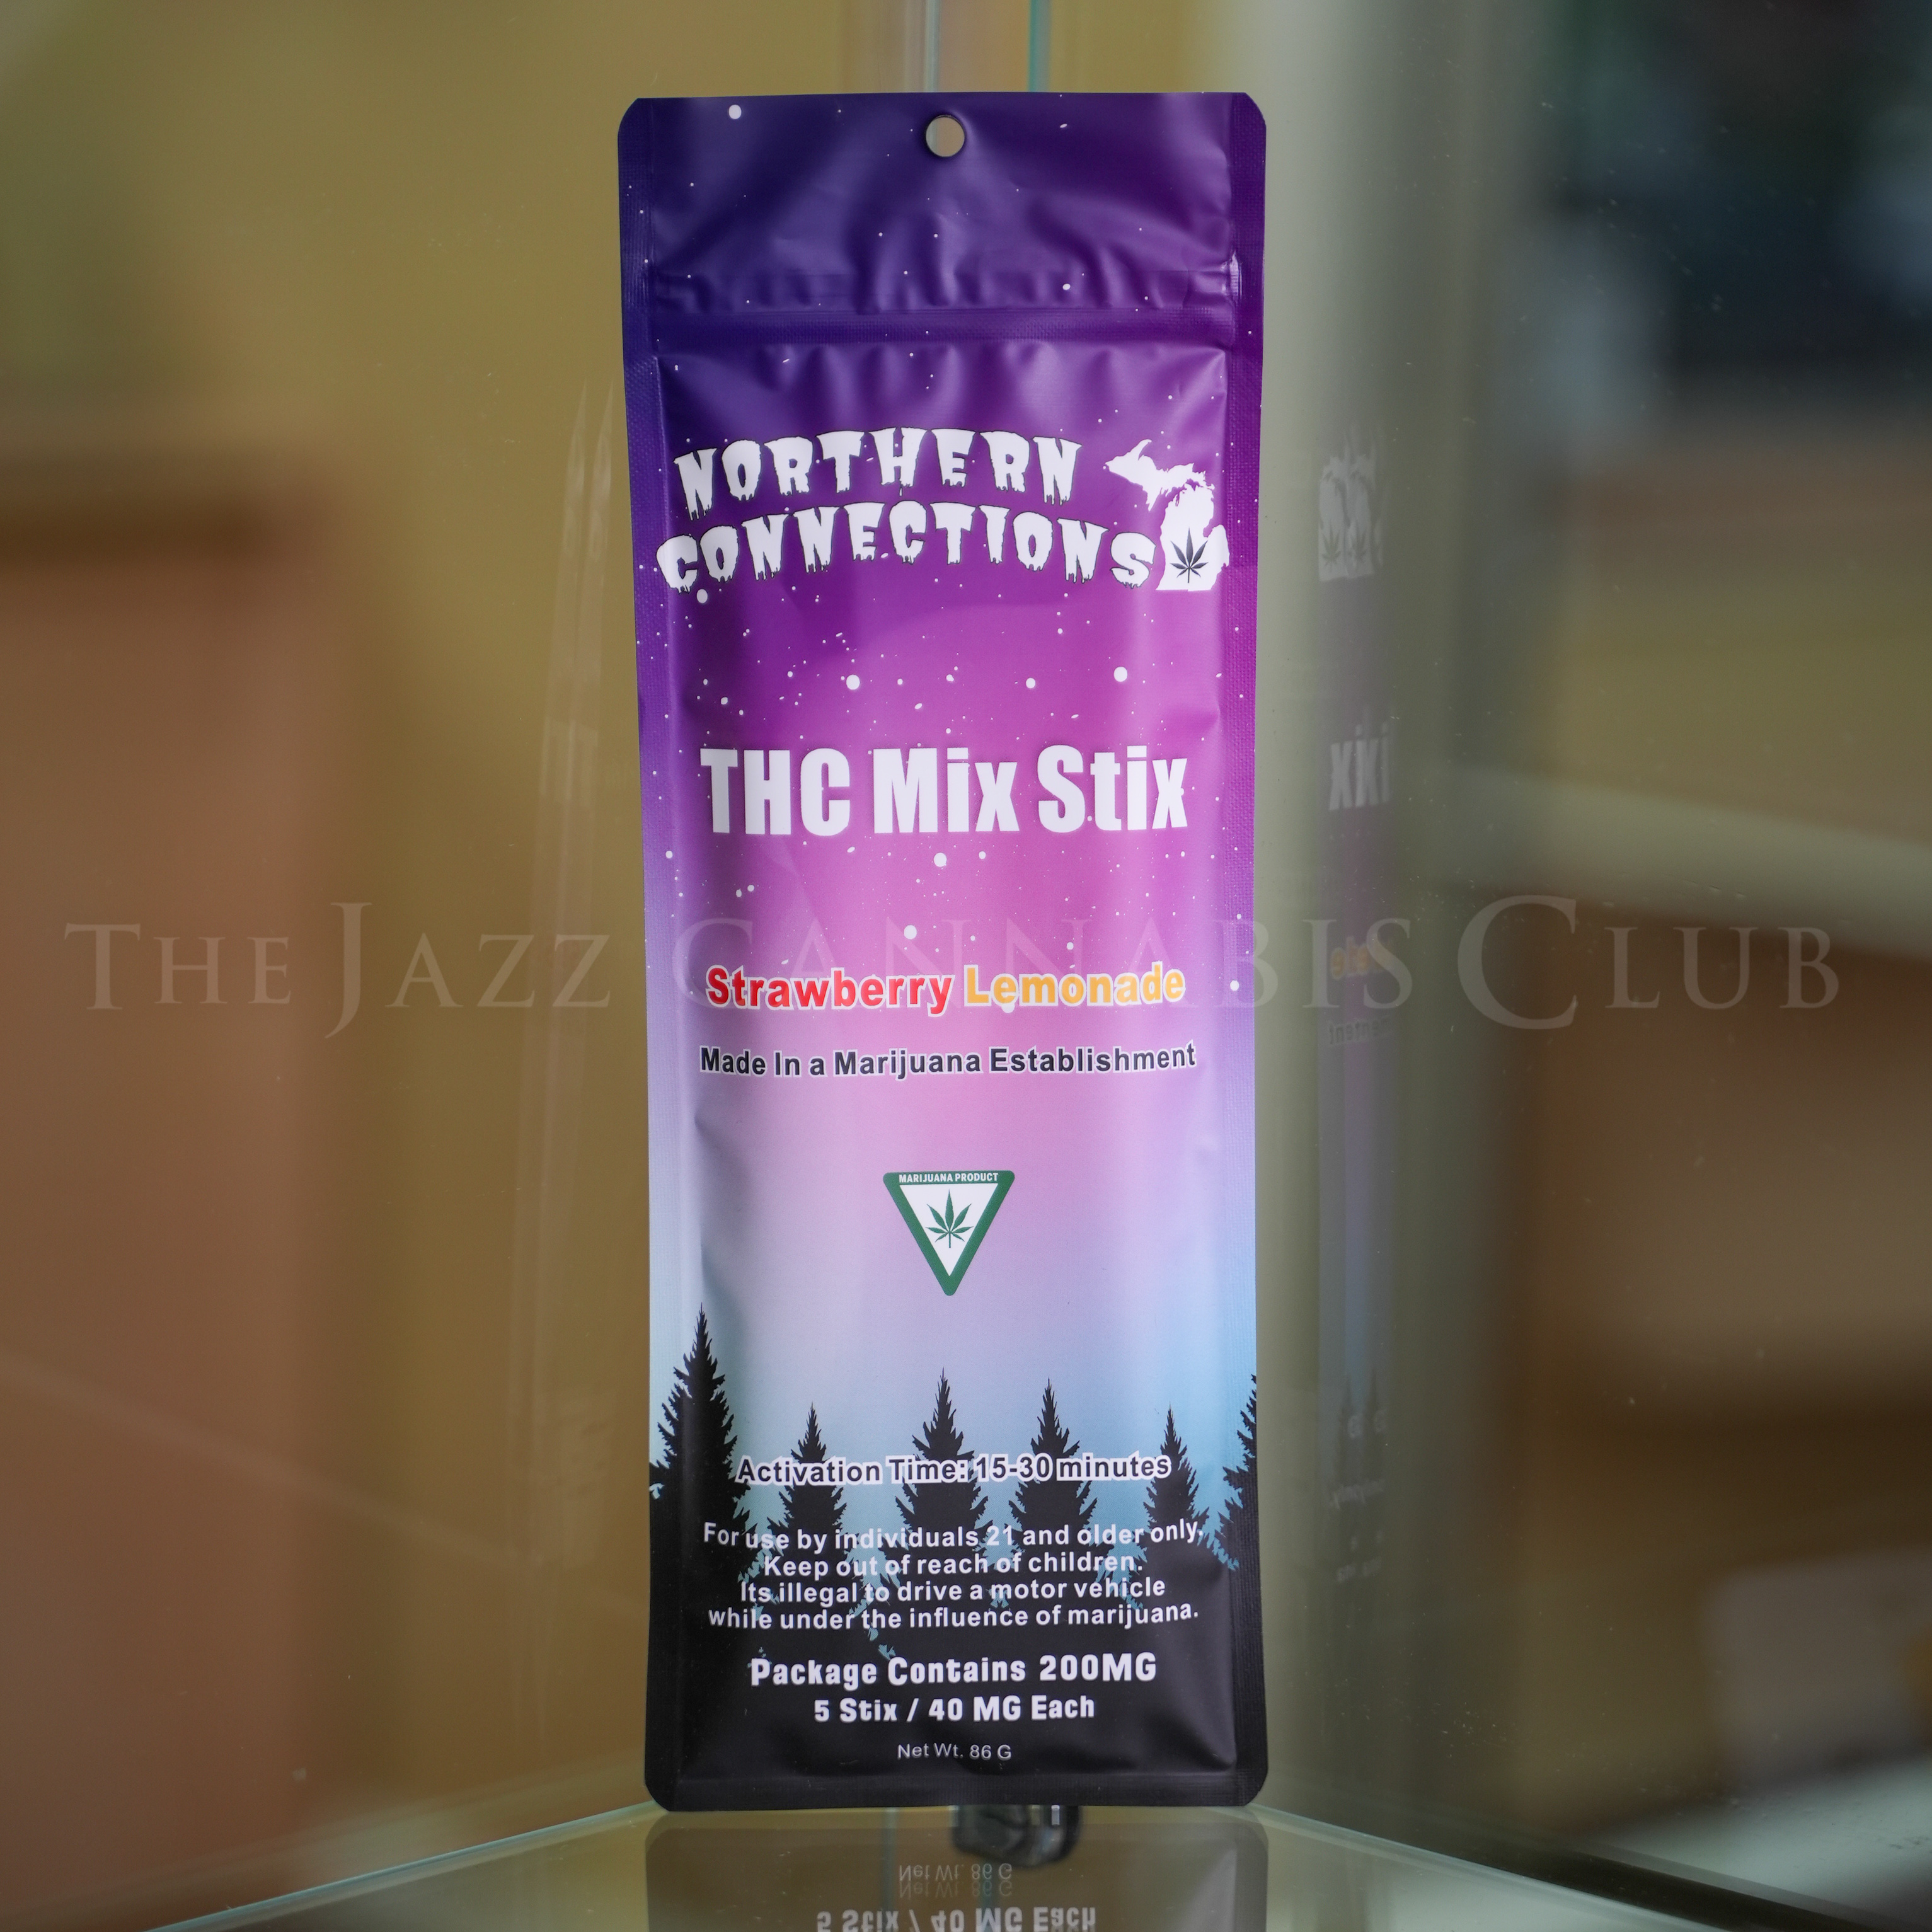 NORTHERN
CONNECTIONS
THC Mix Stix
THE JAZZ CANNABIS CLUB
Strawberry Lemonade
Made In a Marijuana Establishment
MARIJUANA PRODUCT
Activation Time: 15-30 minutes
For use by individuals 21 and older only.
Keep out of reach of children.
Its illegal to drive a motor vehicle
while under the influence of marijuana.
Package Contains 200MG
5 Stix / 40 MG Each
Net Wt. 86 G